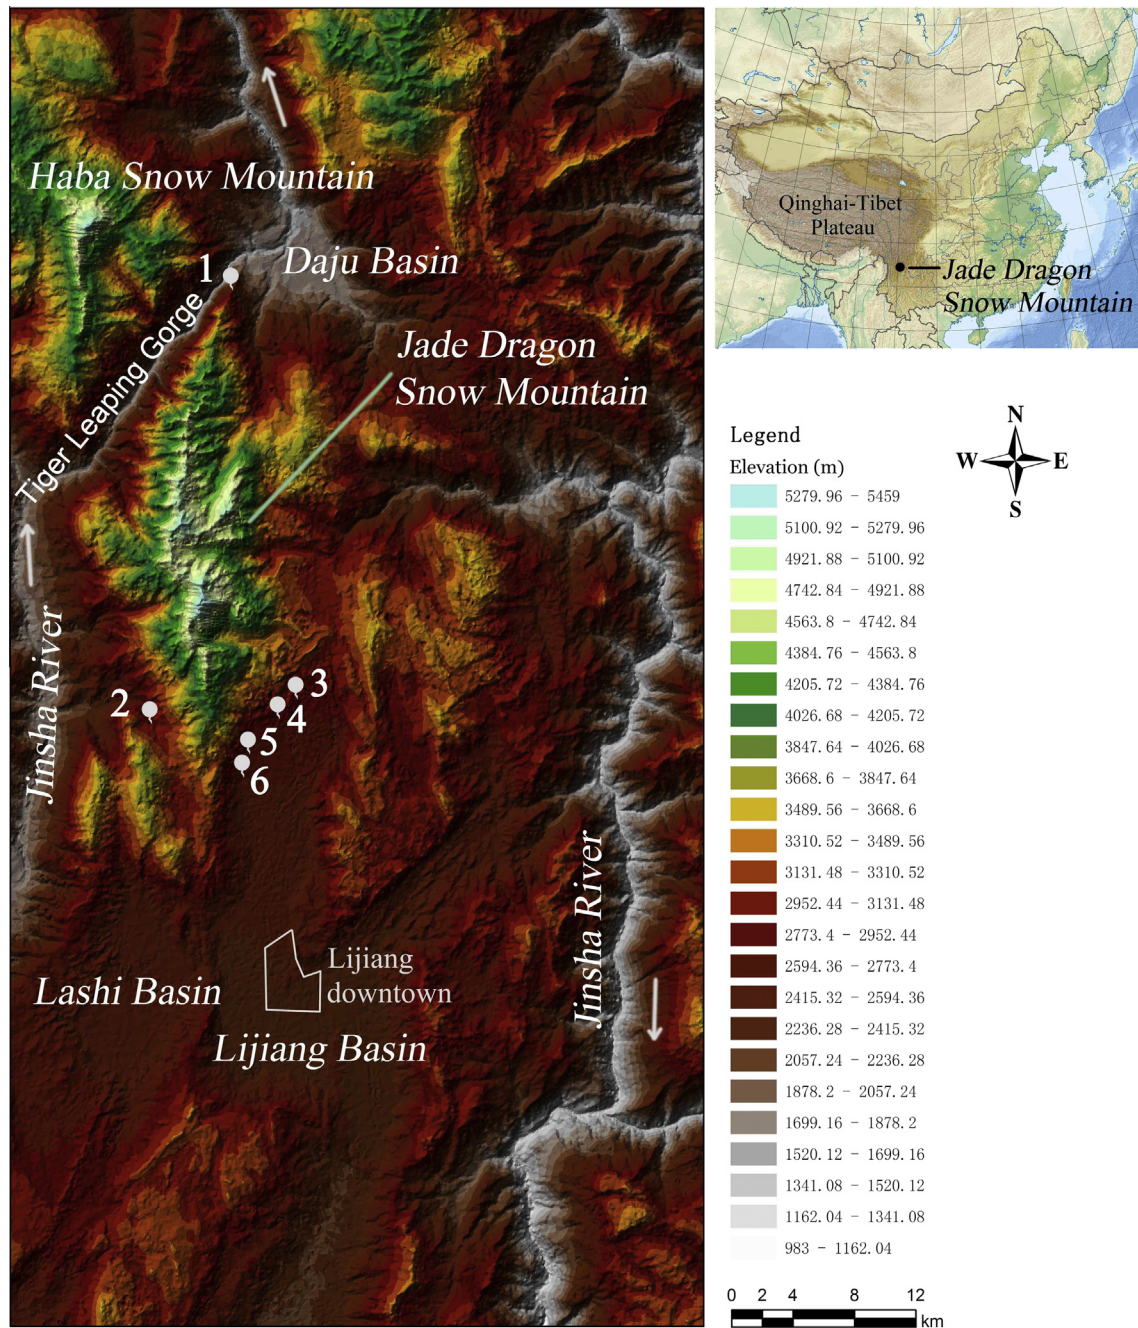 Haba Snow Mountain
1
Daju Basin
Tiger Leaping Gorge
Jade Dragon
Snow Mountain
Jinsha River
2
3
4
5
6
Jinsha River
Lijiang
downtown
Lashi Basin
Lijiang Basin
Qinghai-Tibet
Plateau
Jade Dragon
Snow Mountain
N
W
E
S
Legend
Elevation (m)
5279.96 - 5459
5100.92 - 5279.96
4921.88 - 5100.92
4742.84 - 4921.88
4563.8 - 4742.84
4384.76 - 4563.8
4205.72 - 4384.76
4026.68 - 4205.72
3847.64 - 4026.68
3668.6 - 3847.64
3489.56 - 3668.6
3310.52 - 3489.56
3131.48 - 3310.52
2952.44 - 3131.48
2773.4 - 2952.44
2594.36 - 2773.4
2415.32 - 2594.36
2236.28 - 2415.32
2057.24 - 2236.28
1878.2 - 2057.24
1699.16 - 1878.2
1520.12 - 1699.16
1341.08 - 1520.12
1162.04 - 1341.08
983 - 1162.04
0 2 4 8 12
km